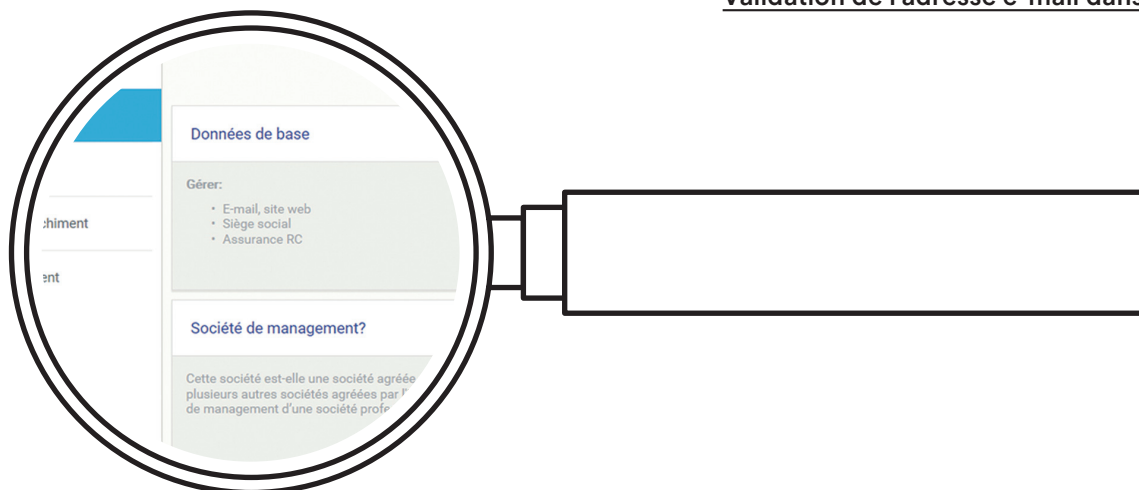 Validation de l'adresse e-mail dans
Données de base
Gérer:
• E-mail, site web
• Siège social
• Assurance RC
chiment
ent
Société de management?
Cette société est-elle une société agréée
plusieurs autres sociétés agréées par l'
de management d'une société profe